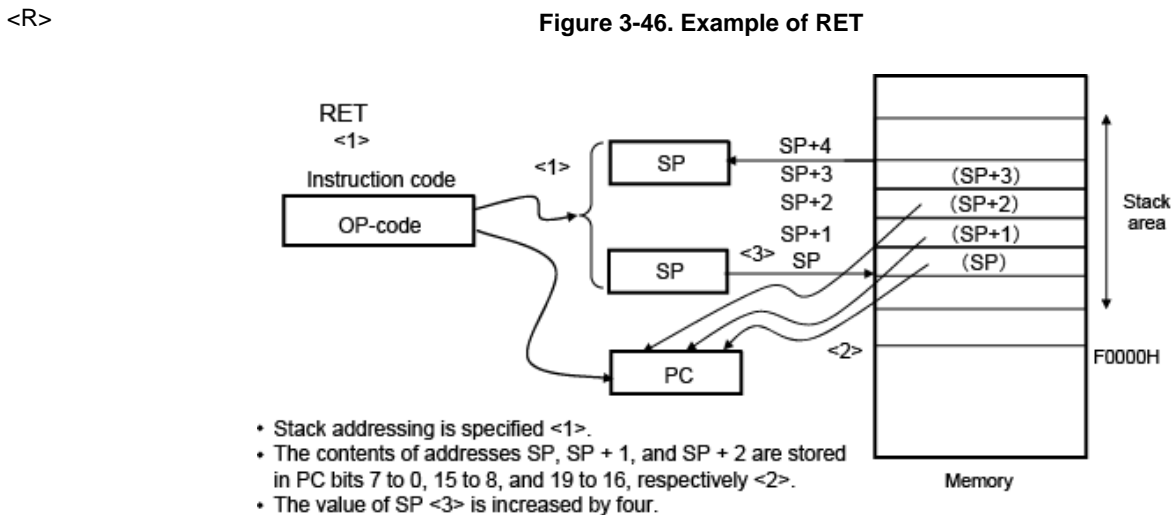 <R>
Figure 3-46. Example of RET
RET
<1>
Instruction code
OP-code
<1>
SP
SP
SP+4
SP+3
SP+2
SP+1
<3> SP
(SP+3)
(SP+2)
(SP+1)
(SP)
Stack
area
<2>
PC
F0000H
Memory
• Stack addressing is specified <1>.
• The contents of addresses SP, SP + 1, and SP + 2 are stored
in PC bits 7 to 0, 15 to 8, and 19 to 16, respectively <2>.
• The value of SP <3> is increased by four.